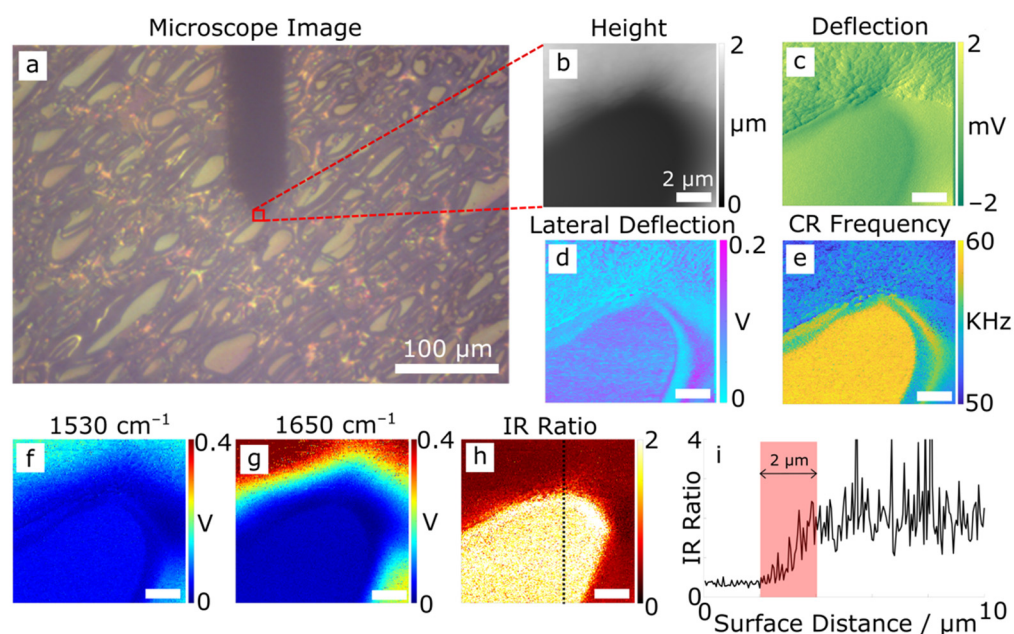 Microscope Image
Height
Deflection
a
b
c
2
μm
0
2
mV
−2
2 μm
100 μm
Lateral Deflection
CR Frequency
d
e
0.2
V
0
60
KHz
50
1530 cm⁻¹
1650 cm⁻¹
IR Ratio
f
g
h
i
0.4
V
0
0.4
V
0
2
0
4
IR Ratio
0
2 μm
0
10
Surface Distance / μm